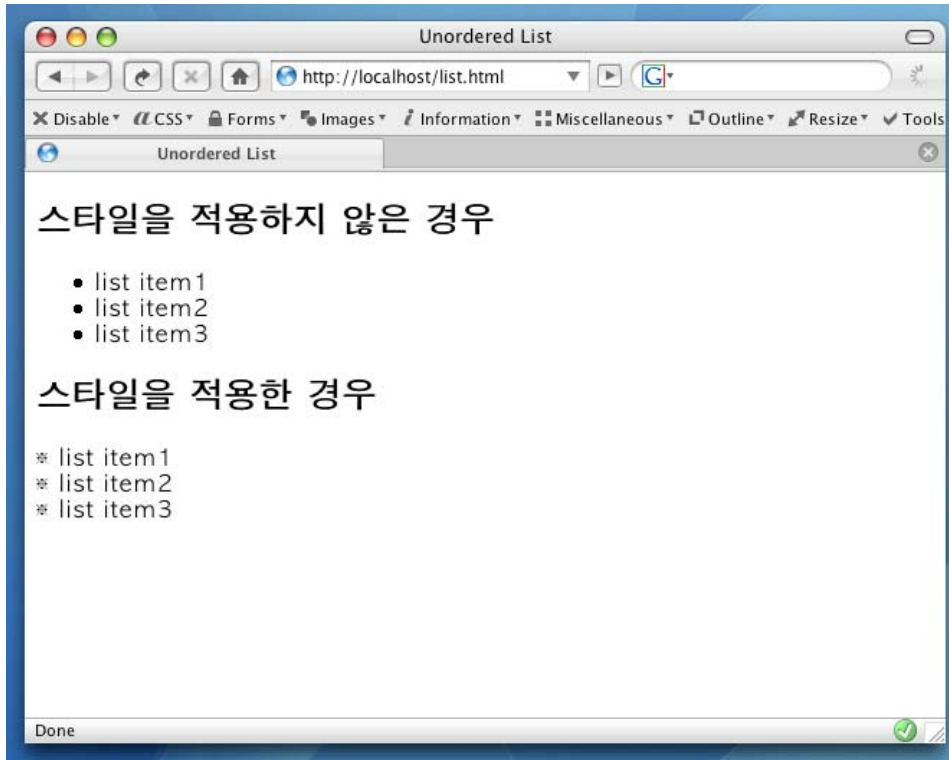 Unordered List
http://localhost/list.html
G
Disable CSS Forms Images Information Miscellaneous Outline Resize Tools
Unordered List
스타일을 적용하지 않은 경우
• list item1
• list item2
• list item3
스타일을 적용한 경우
※ list item1
※ list item2
※ list item3
Done